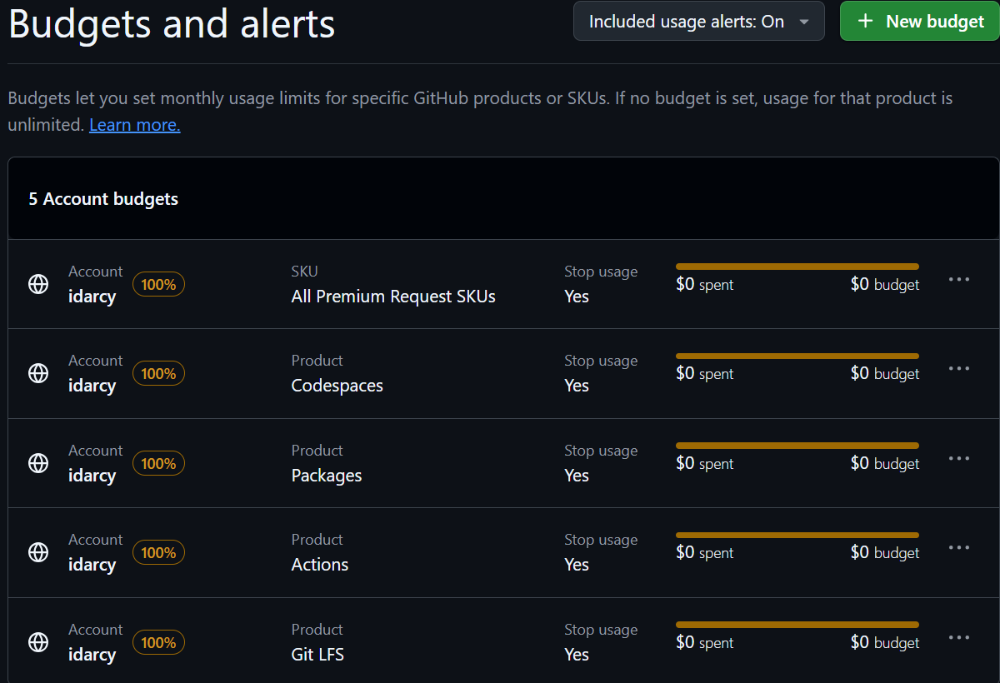 Budgets and alerts
Included usage alerts: On
New budget
Budgets let you set monthly usage limits for specific GitHub products or SKUs. If no budget is set, usage for that product is
unlimited. Learn more.
5 Account budgets
Account
idarcy
100%
SKU
All Premium Request SKUs
Stop usage
Yes
$0 spent
$0 budget
Account
idarcy
100%
Product
Codespaces
Stop usage
Yes
$0 spent
$0 budget
Account
idarcy
100%
Product
Packages
Stop usage
Yes
$0 spent
$0 budget
Account
idarcy
100%
Product
Actions
Stop usage
Yes
$0 spent
$0 budget
Account
idarcy
100%
Product
Git LFS
Stop usage
Yes
$0 spent
$0 budget